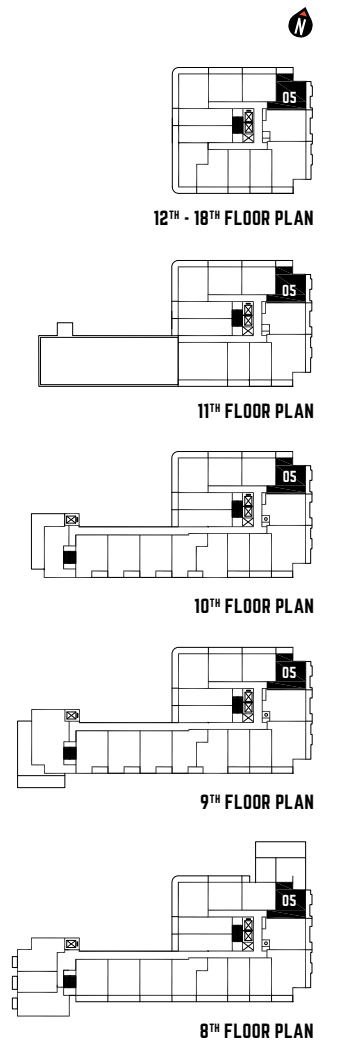 N
05
12TH - 18TH FLOOR PLAN
05
11TH FLOOR PLAN
05
10TH FLOOR PLAN
05
9TH FLOOR PLAN
05
8TH FLOOR PLAN